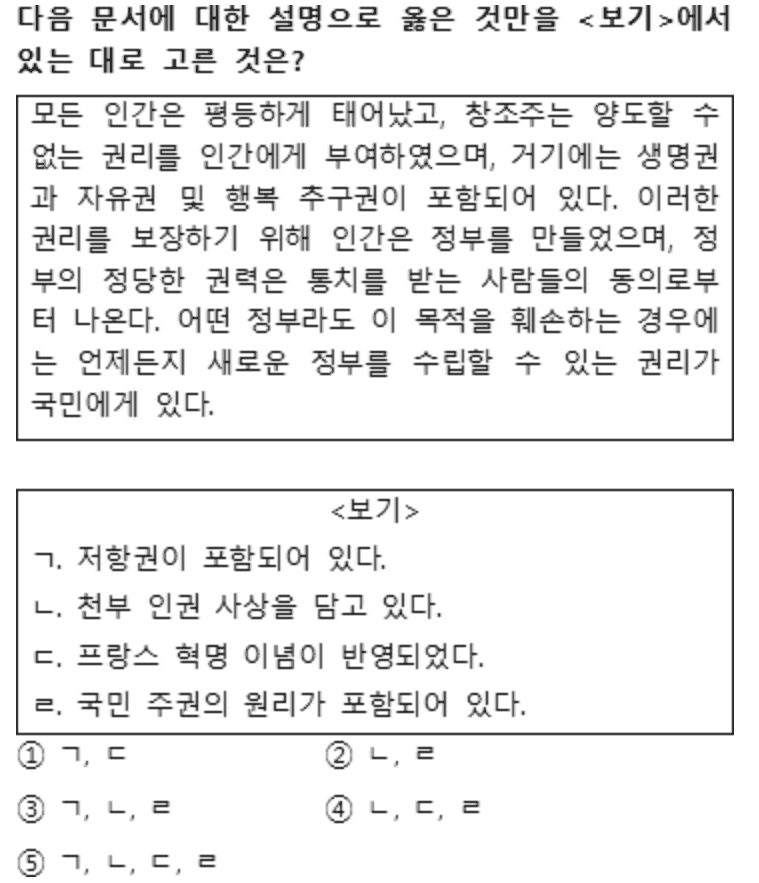 다음 문서에 대한 설명으로 옳은 것만을 <보기>에서
있는 대로 고른 것은?
모든 인간은 평등하게 태어났고, 창조주는 양도할 수
없는 권리를 인간에게 부여하였으며, 거기에는 생명권
과 자유권 및 행복 추구권이 포함되어 있다. 이러한
권리를 보장하기 위해 인간은 정부를 만들었으며, 정
부의 정당한 권력은 통치를 받는 사람들의 동의로부
터 나온다. 어떤 정부라도 이 목적을 훼손하는 경우에
는 언제든지 새로운 정부를 수립할 수 있는 권리가
국민에게 있다.
<보기>
ㄱ. 저항권이 포함되어 있다.
ㄴ. 천부 인권 사상을 담고 있다.
ㄷ. 프랑스 혁명 이념이 반영되었다.
ㄹ. 국민 주권의 원리가 포함되어 있다.
① ㄱ, ㄷ ② ㄴ, ㄹ
③ ㄱ, ㄴ, ㄹ ④ ㄴ, ㄷ, ㄹ
⑤ ㄱ, ㄴ, ㄷ, ㄹ